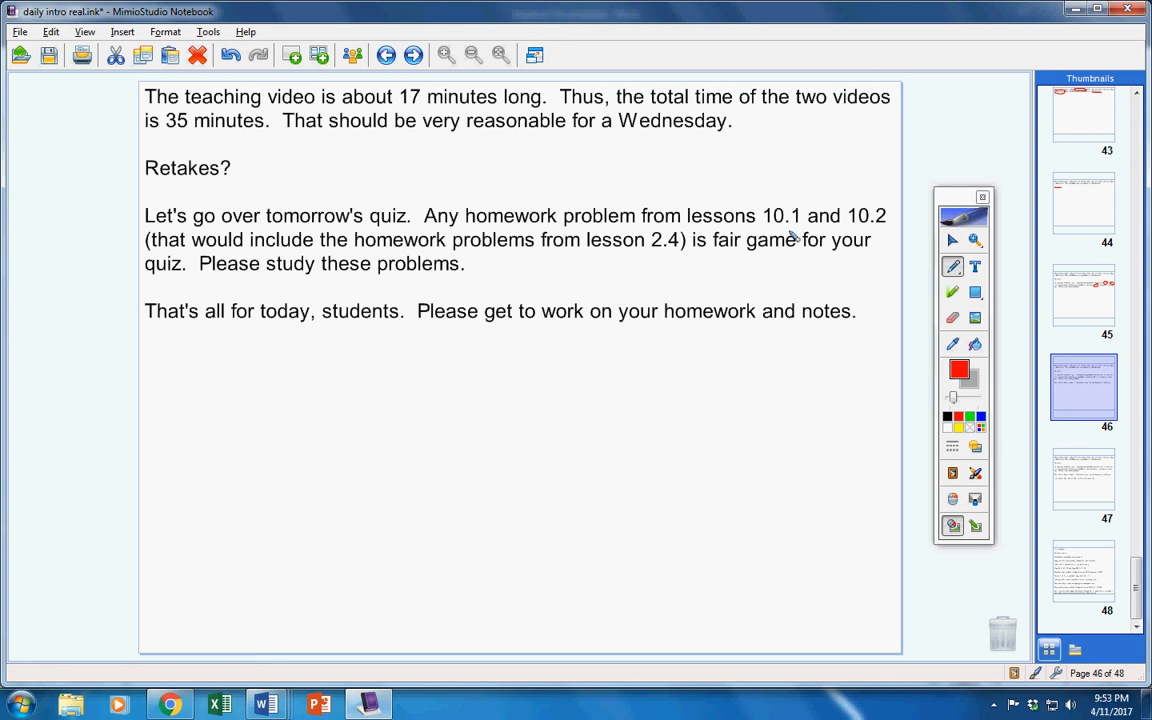 daily intro real.ink* - MimioStudio Notebook
File Edit View Insert Format Tools Help
The teaching video is about 17 minutes long. Thus, the total time of the two videos
is 35 minutes. That should be very reasonable for a Wednesday.
Retakes?
Let's go over tomorrow's quiz. Any homework problem from lessons 10.1 and 10.2
(that would include the homework problems from lesson 2.4) is fair game for your
quiz. Please study these problems.
That's all for today, students. Please get to work on your homework and notes.
Thumbnails
43
44
45
46
47
48
Page 46 of 48
9:53 PM
4/11/2017